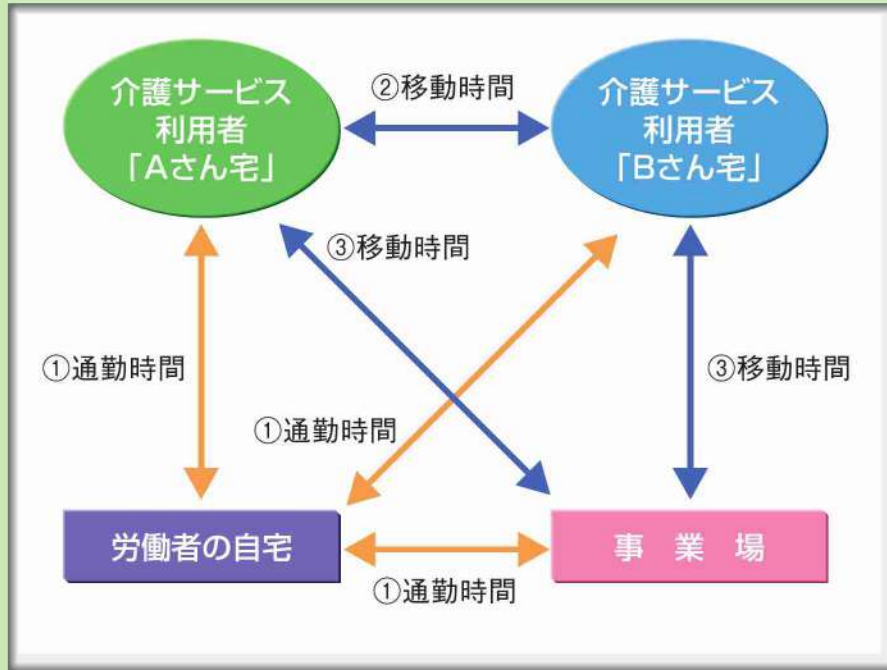 介護サービス
利用者
「Aさん宅」
②移動時間
介護サービス
利用者
「Bさん宅」
③移動時間
①通勤時間
③移動時間
①通勤時間
労働者の自宅
事 業 場
①通勤時間